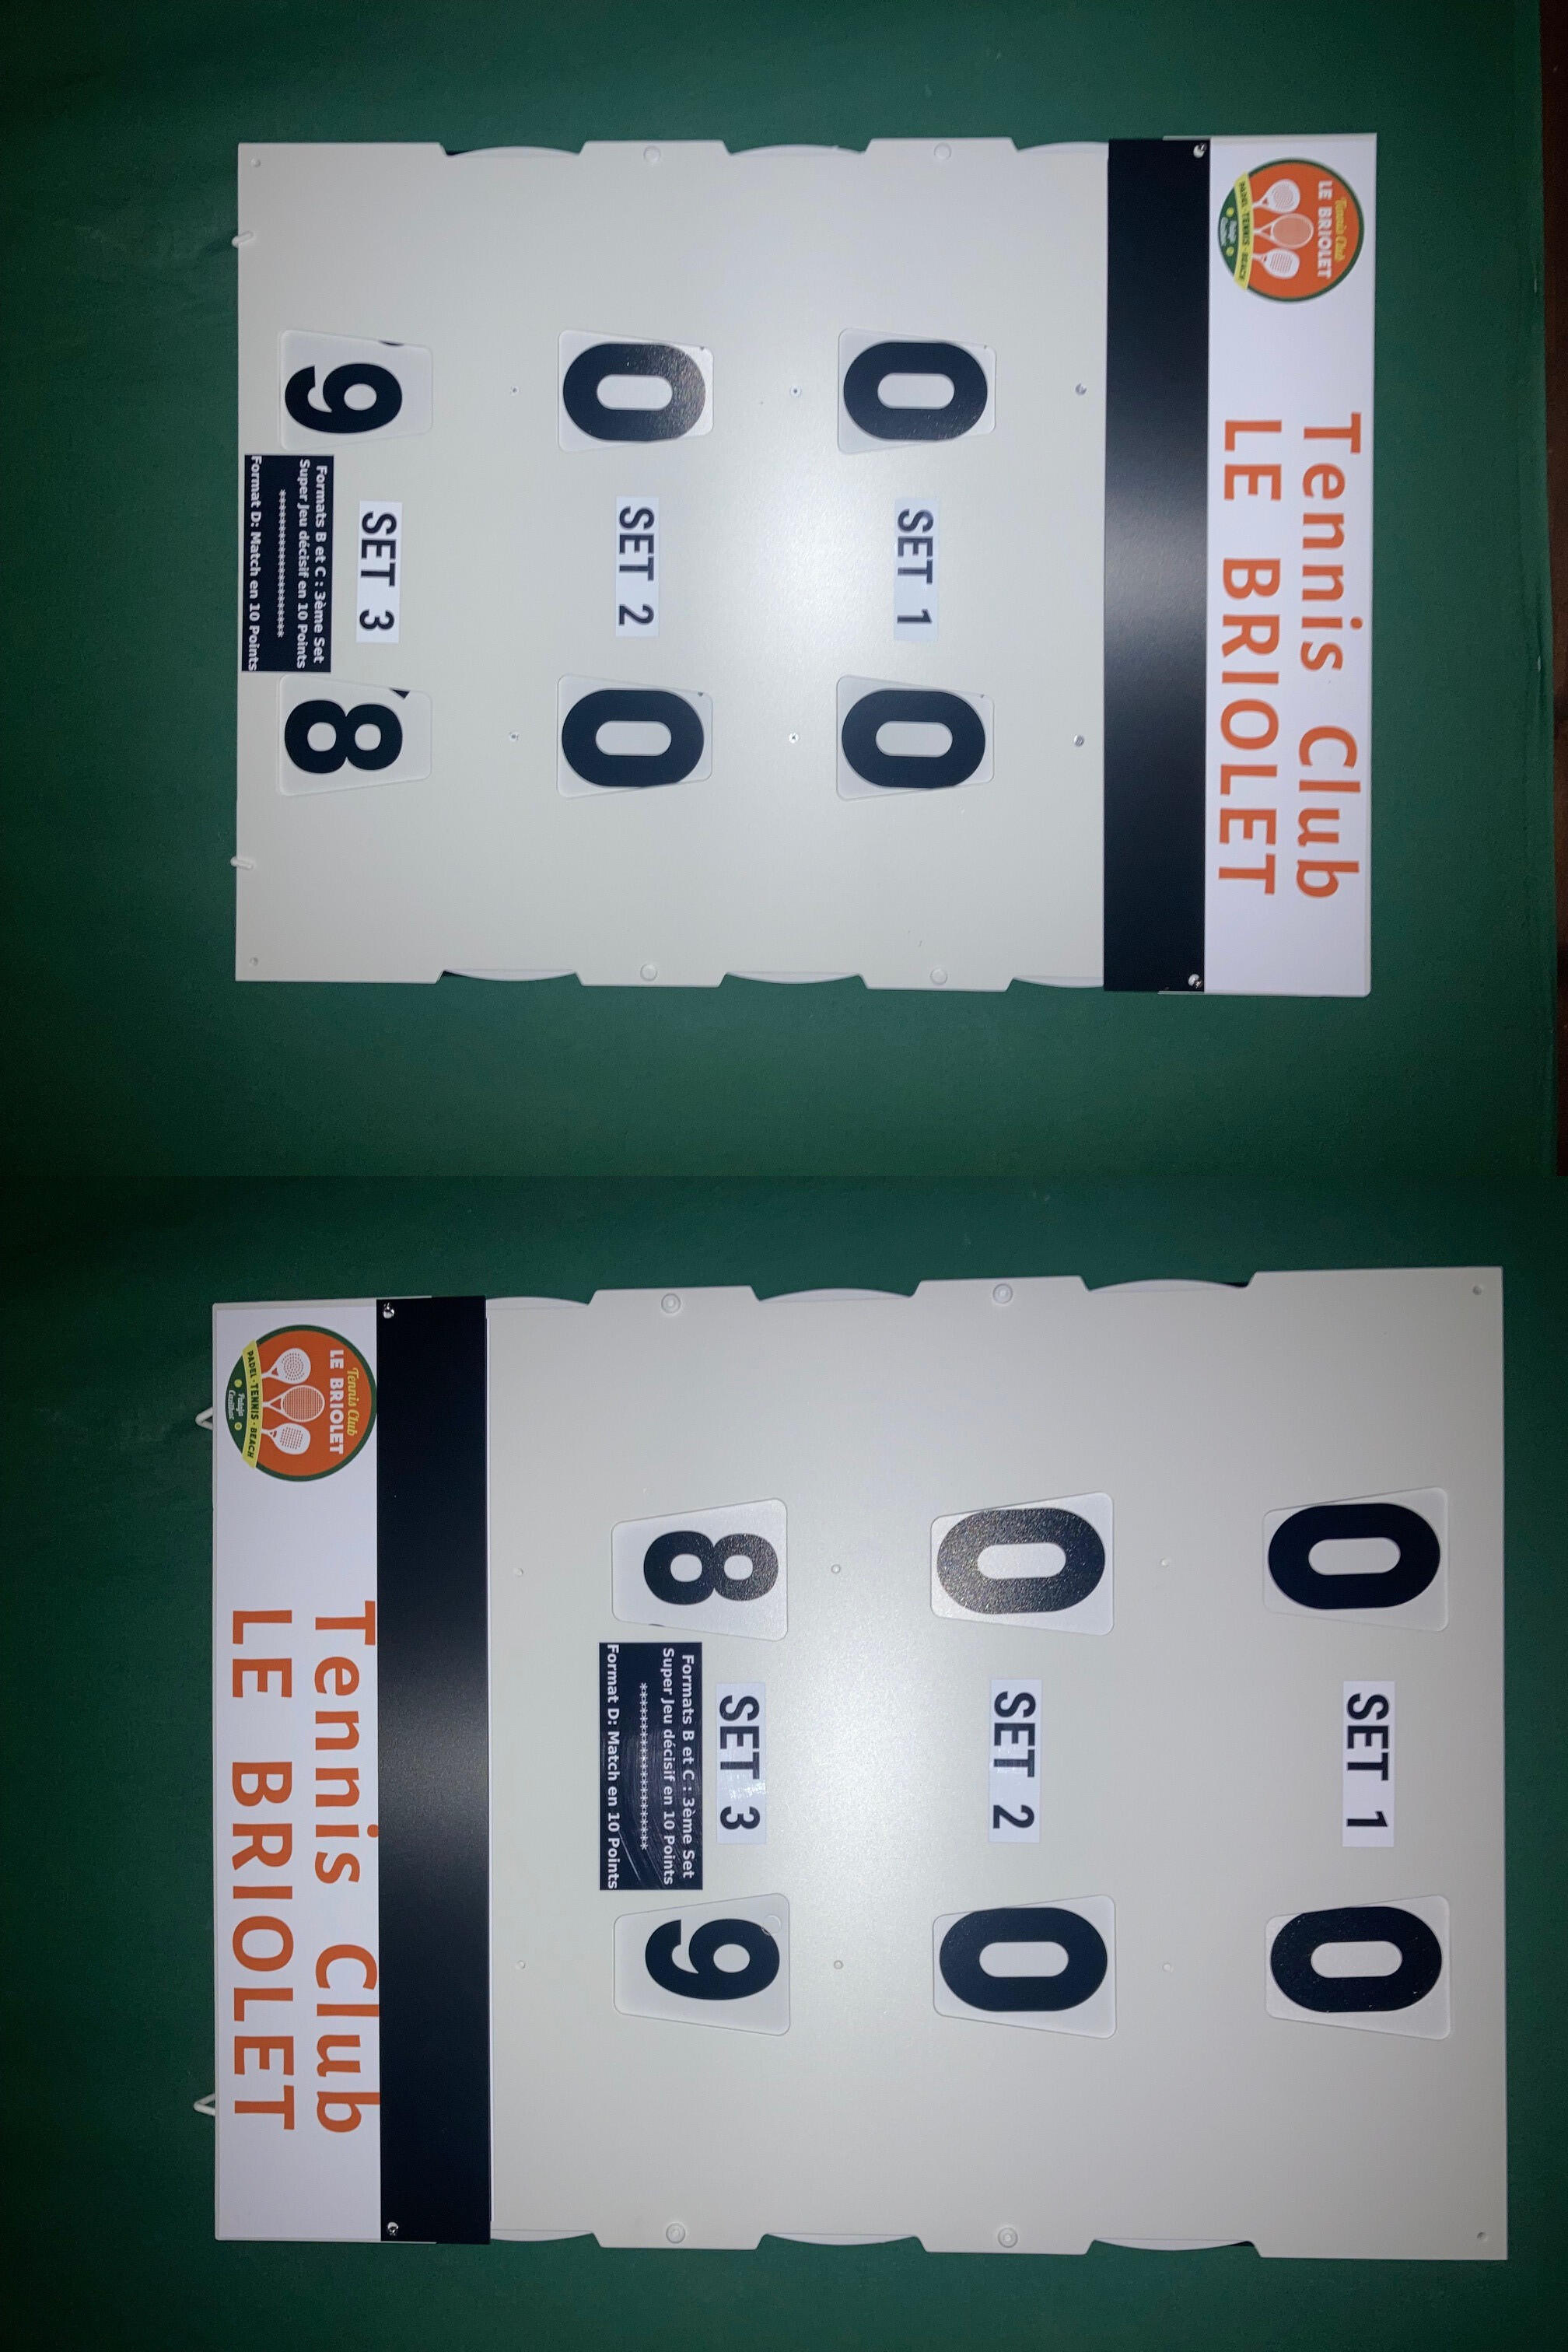 Tennis Club
LE BRIOLET
PADEL·TENNIS·BEACH
Tennis Club
LE BRIOLET
0 SET 1 0
0 SET 2 0
9 SET 3 8
Formats B et C : 3ème Set
Super Jeu décisif en 10 Points
*******************
Format D: Match en 10 Points
0 SET 1 0
0 SET 2 0
8 SET 3 9
Formats B et C : 3ème Set
Super Jeu décisif en 10 Points
*******************
Format D: Match en 10 Points
Tennis Club
LE BRIOLET
PADEL·TENNIS·BEACH
Tennis Club
LE BRIOLET